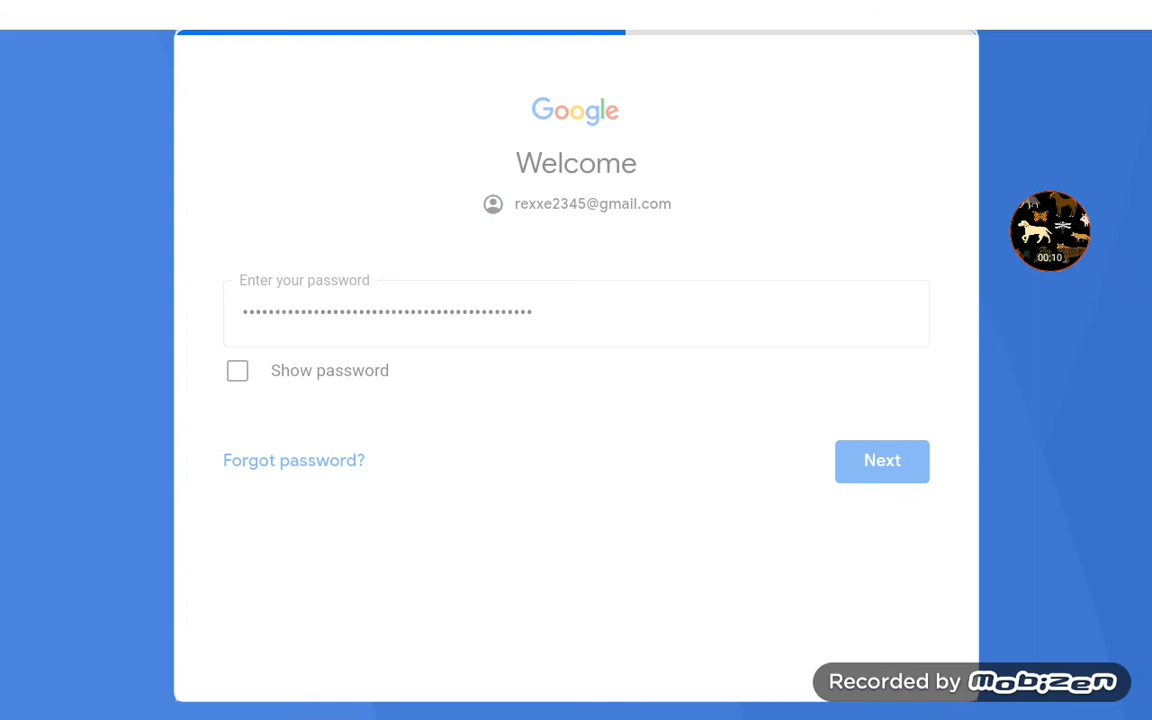 Google
Welcome
rexxe2345@gmail.com
00:10
Enter your password
Show password
Forgot password?
Next
Recorded by mobizen